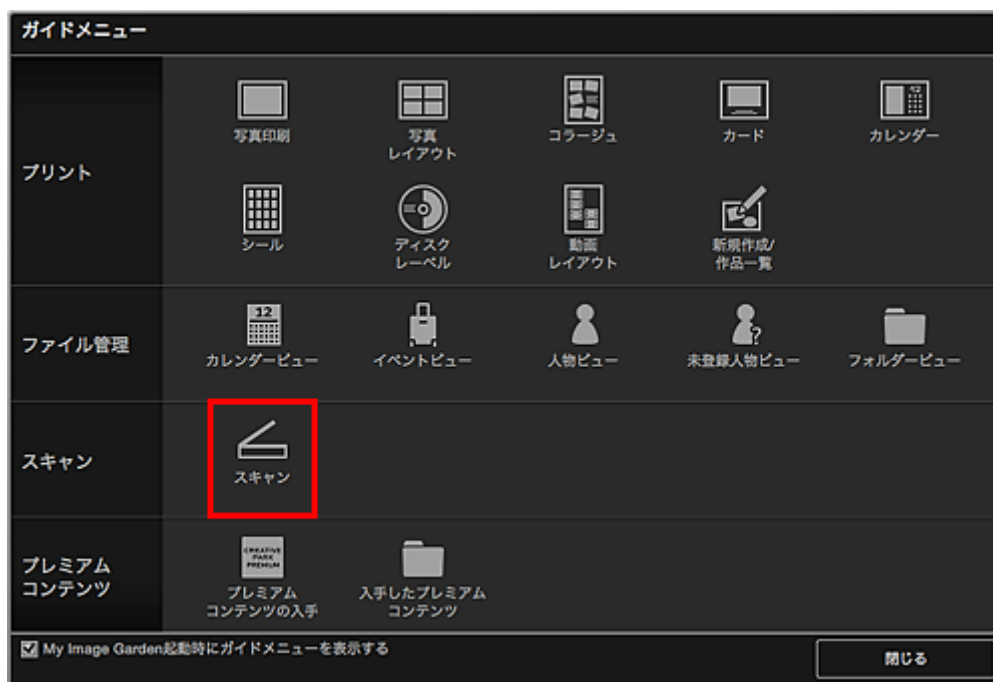 ガイドメニュー
プリント
写真印刷
写真
レイアウト
コラージュ
カード
12
カレンダー
シール
ディスク
レーベル
動画
レイアウト
新規作成/
作品一覧
ファイル管理
12
カレンダービュー
イベントビュー
人物ビュー
?
未登録人物ビュー
フォルダービュー
スキャン
スキャン
プレミアム
コンテンツ
CREATIVE
PARK
PREMIUM
プレミアム
コンテンツの入手
入手したプレミアム
コンテンツ
My Image Garden起動時にガイドメニューを表示する
閉じる